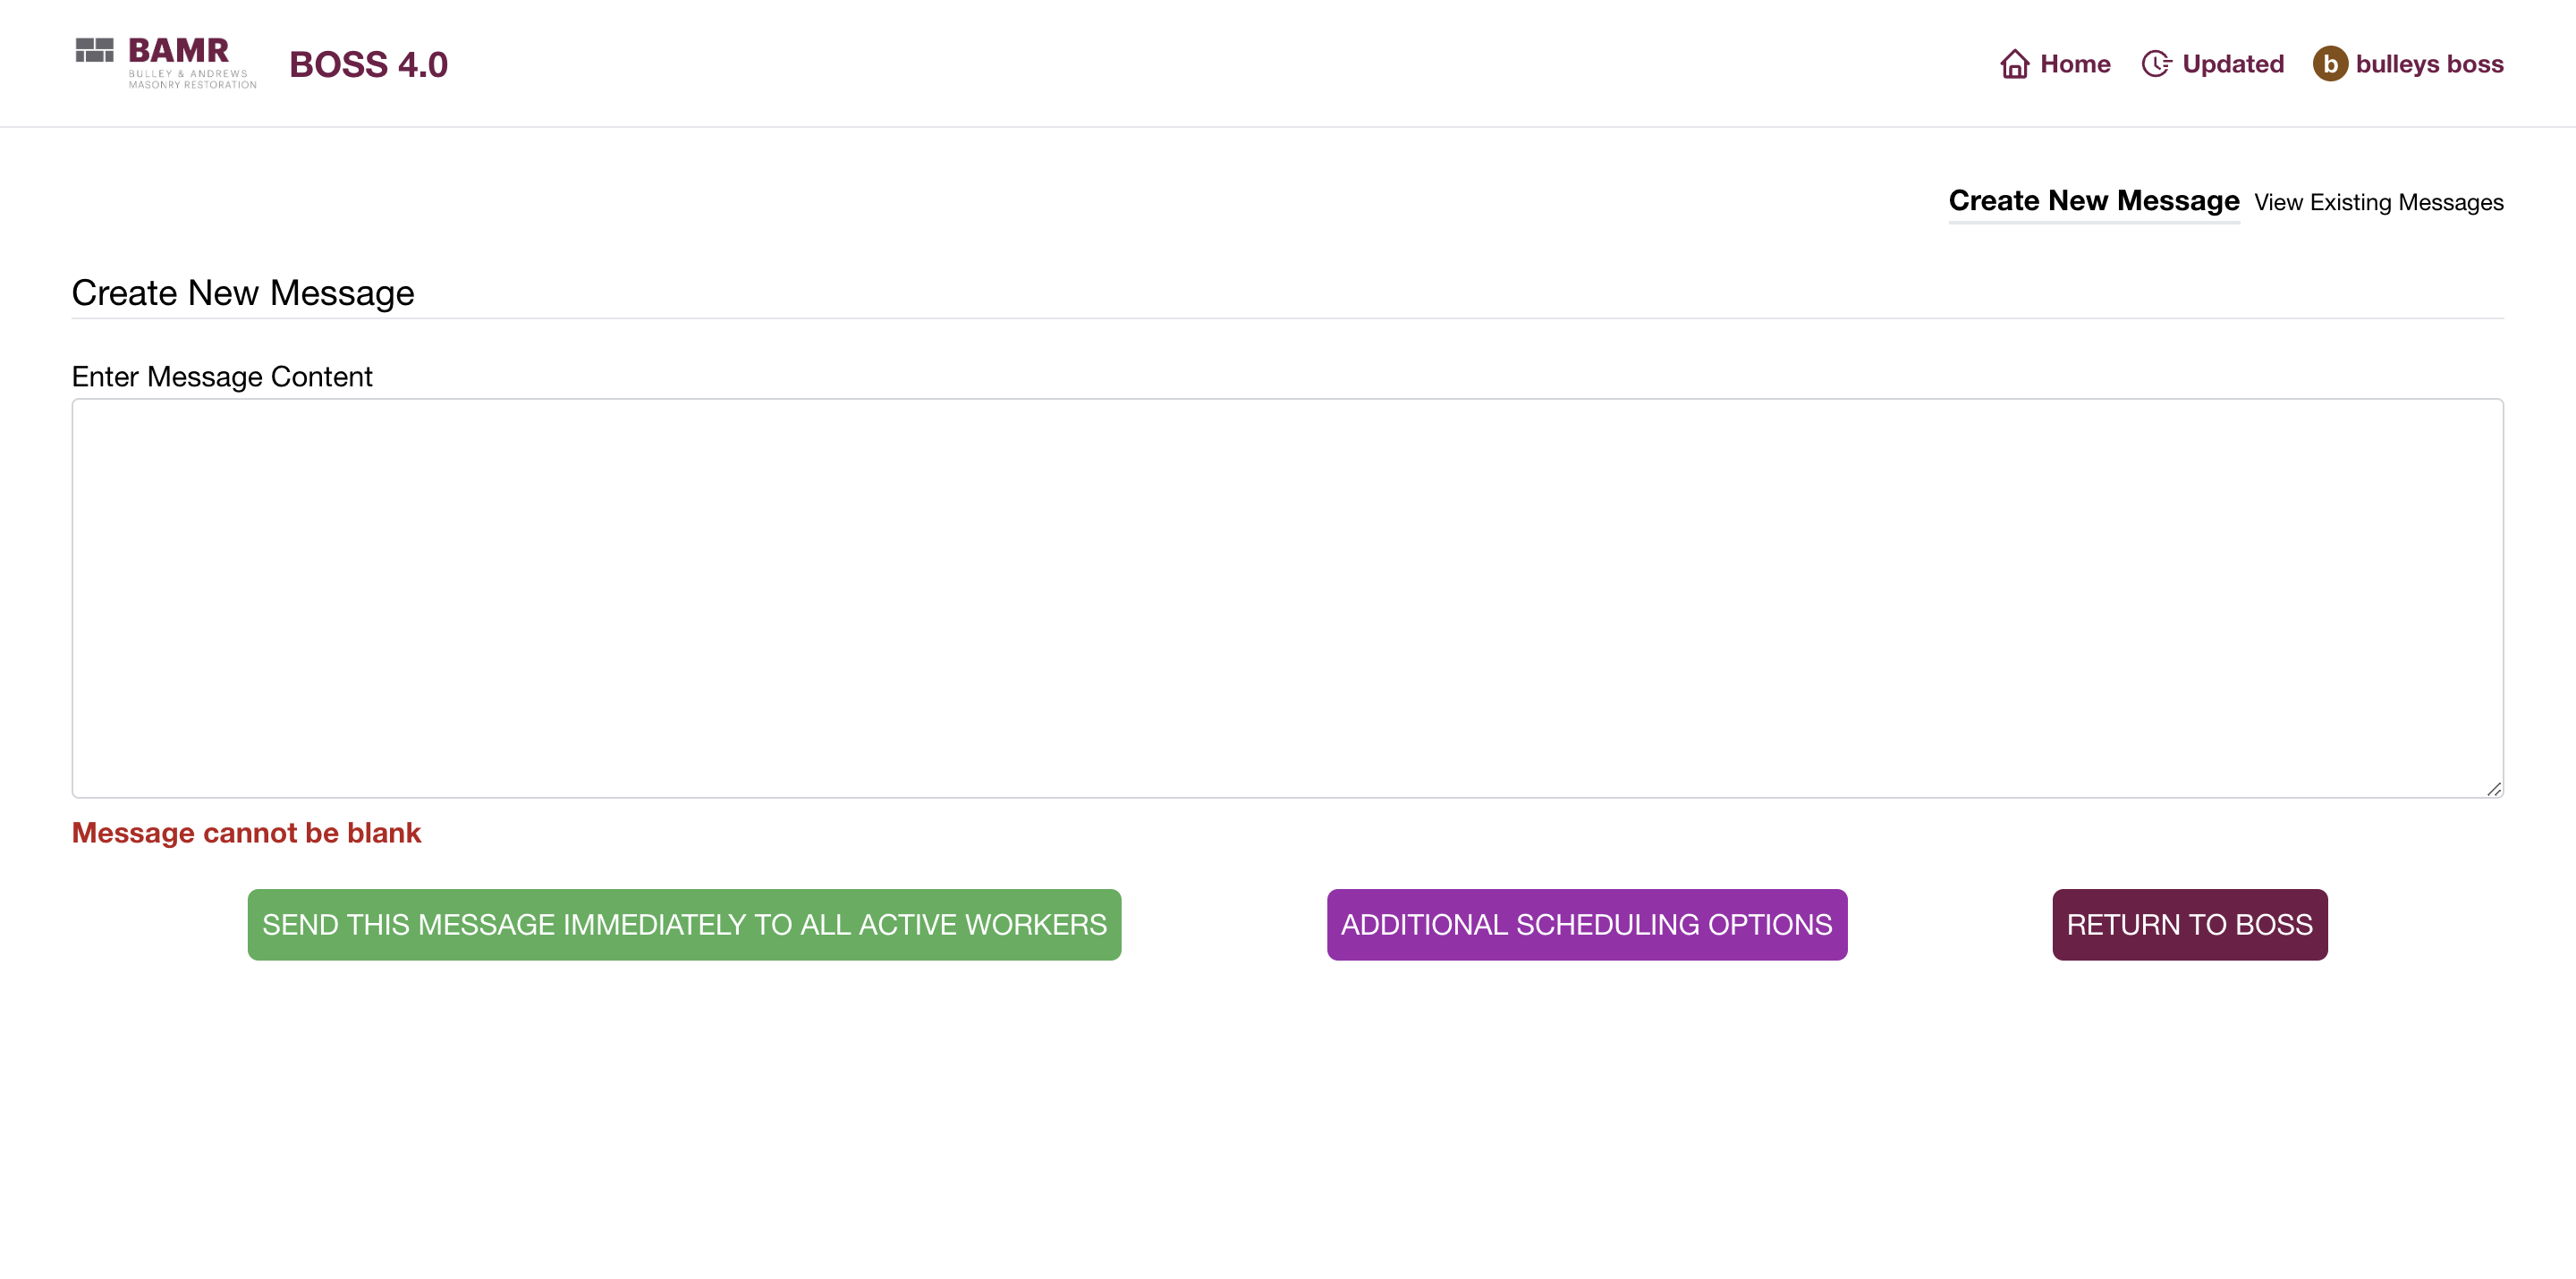 BAMR
BULLEY & ANDREWS
MASONRY RESTORATION
BOSS 4.0
Home
Updated
b
bulleys boss
Create New Message
View Existing Messages
Create New Message
Enter Message Content
Message cannot be blank
SEND THIS MESSAGE IMMEDIATELY TO ALL ACTIVE WORKERS
ADDITIONAL SCHEDULING OPTIONS
RETURN TO BOSS